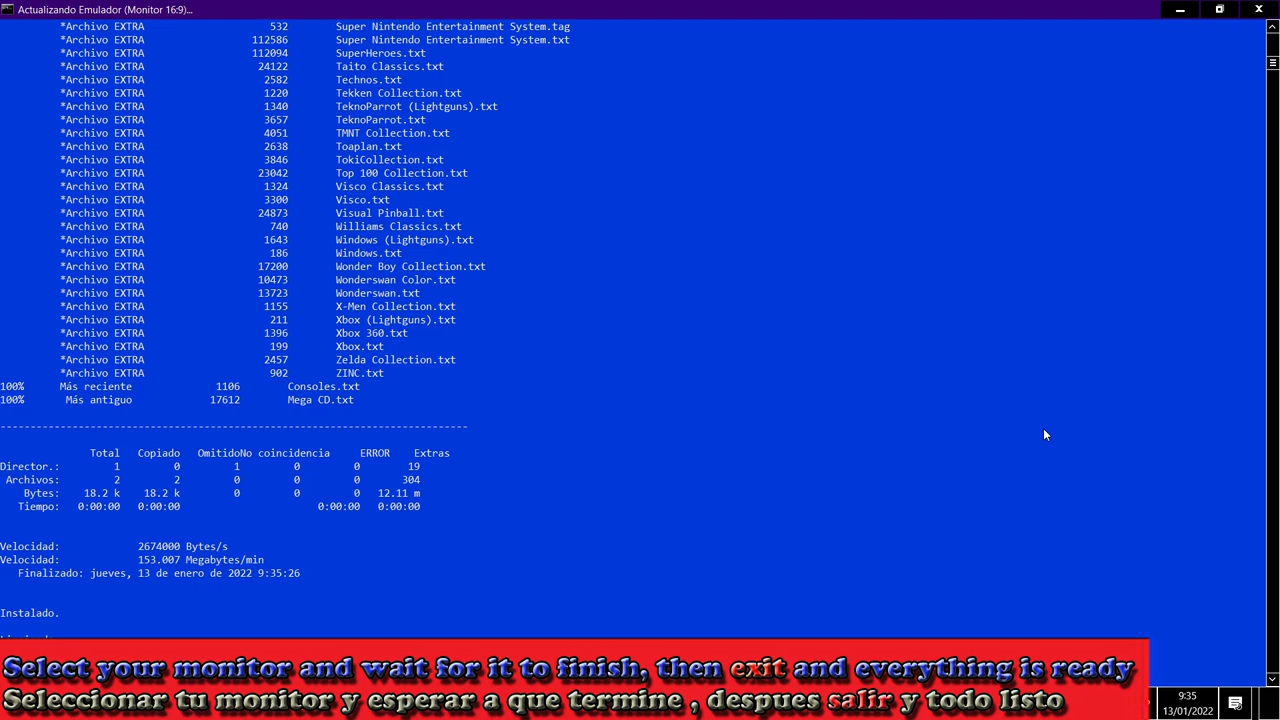 Actualizando Emulador (Monitor 16:9)...
*Archivo EXTRA 532 Super Nintendo Entertainment System.tag
*Archivo EXTRA 112586 Super Nintendo Entertainment System.txt
*Archivo EXTRA 112094 SuperHeroes.txt
*Archivo EXTRA 24122 Taito Classics.txt
*Archivo EXTRA 2582 Technos.txt
*Archivo EXTRA 1220 Tekken Collection.txt
*Archivo EXTRA 1340 TeknoParrot (Lightguns).txt
*Archivo EXTRA 3657 TeknoParrot.txt
*Archivo EXTRA 4051 TMNT Collection.txt
*Archivo EXTRA 2638 Toaplan.txt
*Archivo EXTRA 3846 TokiCollection.txt
*Archivo EXTRA 23042 Top 100 Collection.txt
*Archivo EXTRA 1324 Visco Classics.txt
*Archivo EXTRA 3300 Visco.txt
*Archivo EXTRA 24873 Visual Pinball.txt
*Archivo EXTRA 740 Williams Classics.txt
*Archivo EXTRA 1643 Windows (Lightguns).txt
*Archivo EXTRA 186 Windows.txt
*Archivo EXTRA 17200 Wonder Boy Collection.txt
*Archivo EXTRA 10473 Wonderswan Color.txt
*Archivo EXTRA 13723 Wonderswan.txt
*Archivo EXTRA 1155 X-Men Collection.txt
*Archivo EXTRA 211 Xbox (Lightguns).txt
*Archivo EXTRA 1396 Xbox 360.txt
*Archivo EXTRA 199 Xbox.txt
*Archivo EXTRA 2457 Zelda Collection.txt
*Archivo EXTRA 902 ZINC.txt
100% Más reciente 1106 Consoles.txt
100% Más antiguo 17612 Mega CD.txt
------------------------------------------------------------------------------
Total Copiado OmitidoNo coincidencia ERROR Extras
Director.: 1 0 1 0 0 19
Archivos: 2 2 0 0 0 304
Bytes: 18.2 k 18.2 k 0 0 0 12.11 m
Tiempo: 0:00:00 0:00:00 0:00:00 0:00:00
Velocidad: 2674000 Bytes/s
Velocidad: 153.007 Megabytes/min
Finalizado: jueves, 13 de enero de 2022 9:35:26
Instalado.
Select your monitor and wait for it to finish, then exit and everything is ready
Seleccionar tu monitor y esperar a que termine , despues salir y todo listo
9:35
13/01/2022